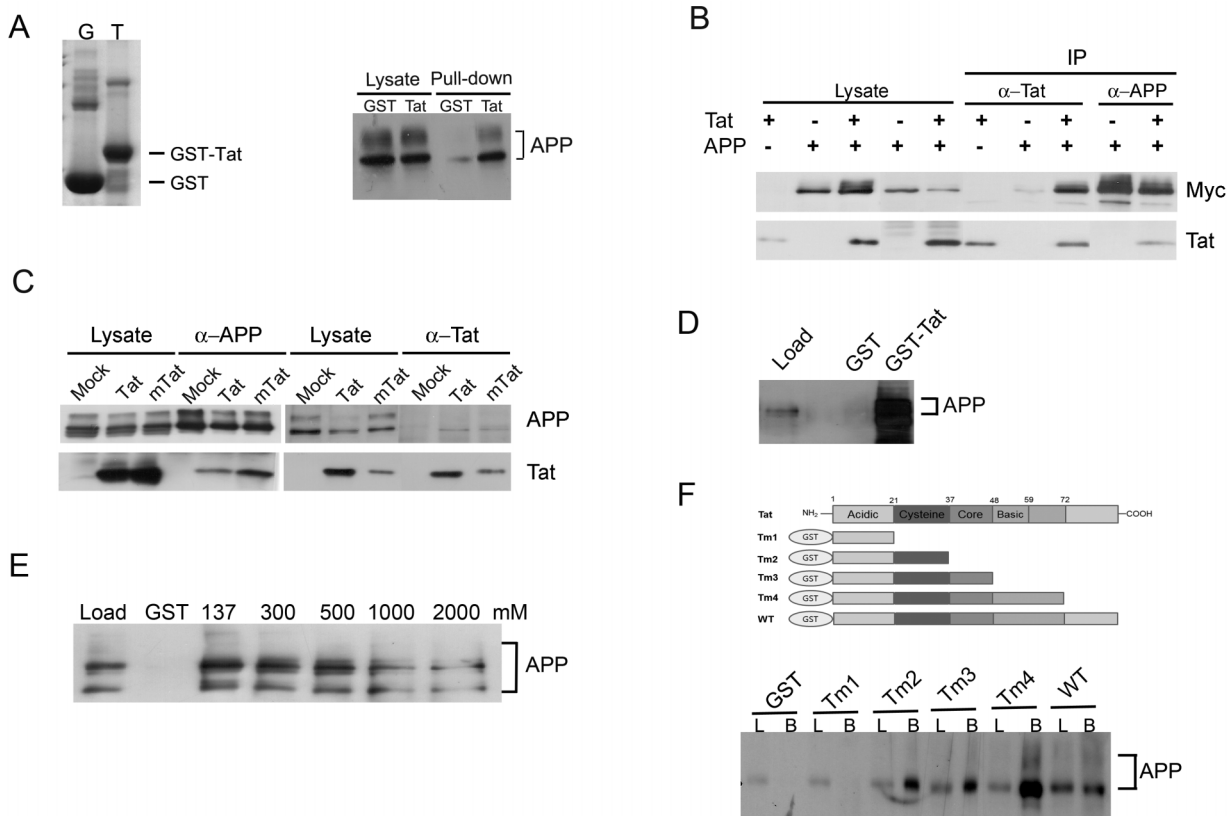 A
G T
GST-Tat
GST
Lysate Pull-down
GST Tat GST Tat
APP
B
IP
Lysate α–Tat α–APP
Tat + - + - + + - + - +
APP - + + + + - + + + +
Myc
Tat
C
Lysate α–APP Lysate α–Tat
Mock Tat mTat Mock Tat mTat Mock Tat mTat Mock Tat mTat
APP
Tat
D
Load GST GST-Tat
APP
E
Load GST 137 300 500 1000 2000 mM
APP
F
1 21 37 48 59 72
Tat NH₂ Acidic Cysteine Core Basic COOH
Tm1 GST
Tm2 GST
Tm3 GST
Tm4 GST
WT GST
GST Tm1 Tm2 Tm3 Tm4 WT
L B L B L B L B L B L B
APP